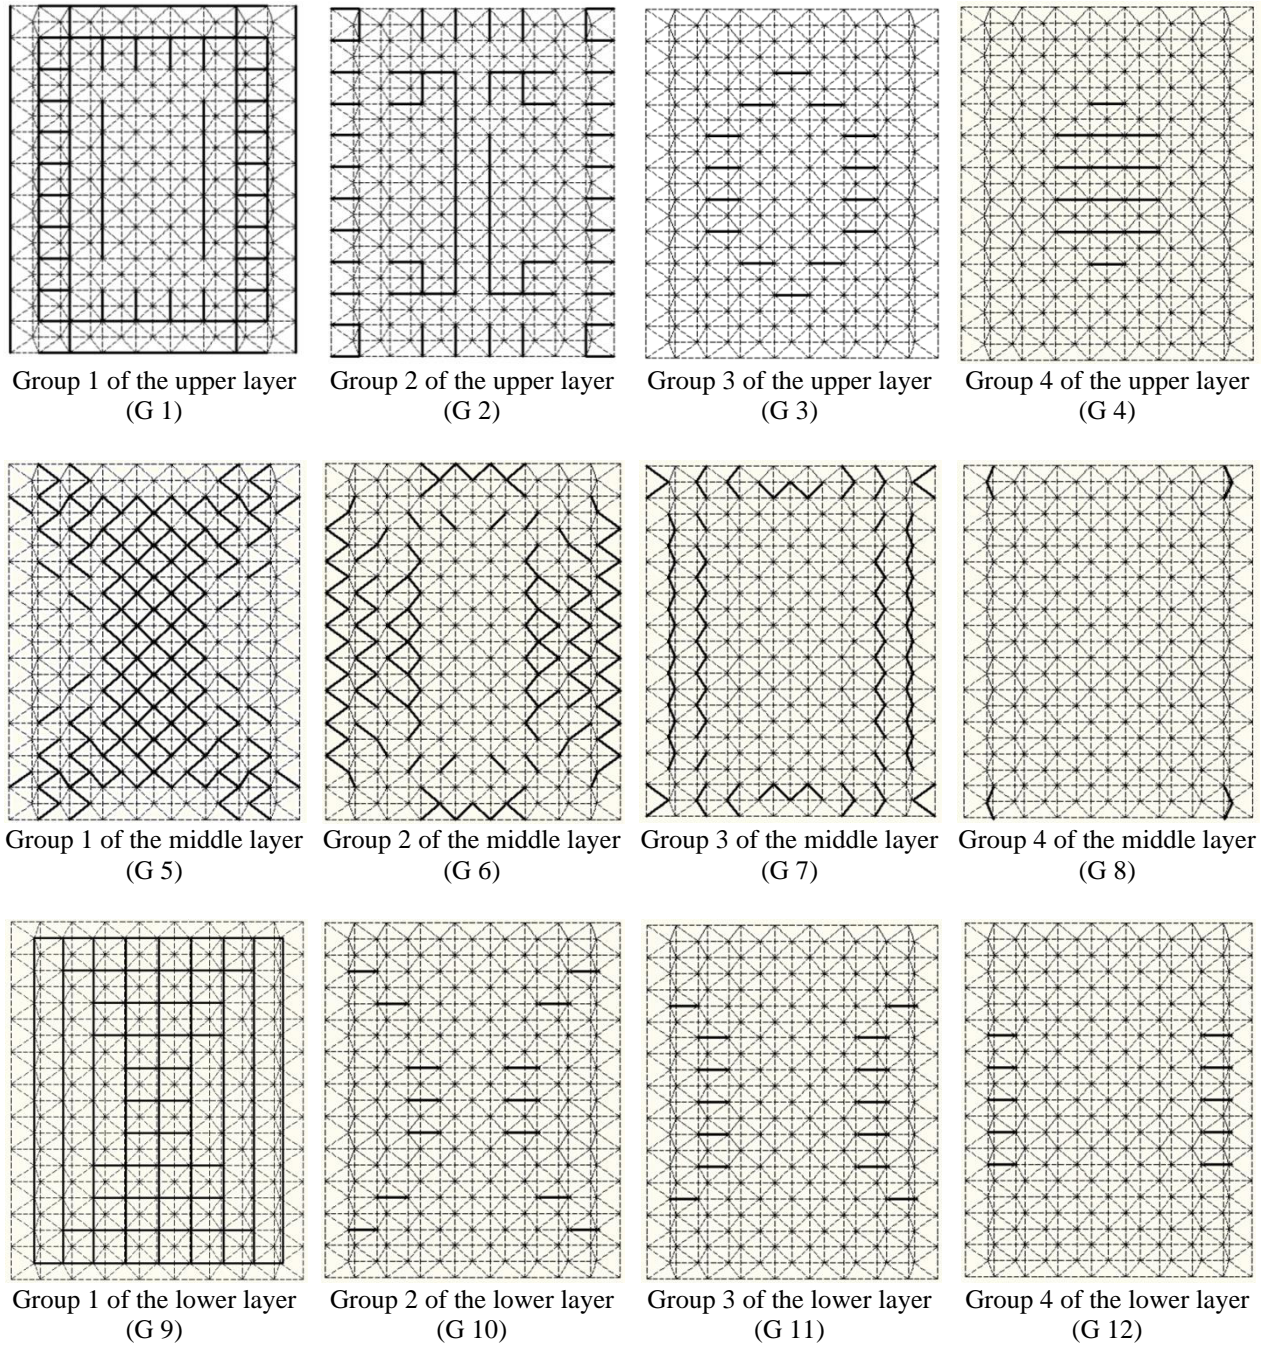 Group 1 of the upper layer
(G 1)
Group 2 of the upper layer
(G 2)
Group 3 of the upper layer
(G 3)
Group 4 of the upper layer
(G 4)
Group 1 of the middle layer
(G 5)
Group 2 of the middle layer
(G 6)
Group 3 of the middle layer
(G 7)
Group 4 of the middle layer
(G 8)
Group 1 of the lower layer
(G 9)
Group 2 of the lower layer
(G 10)
Group 3 of the lower layer
(G 11)
Group 4 of the lower layer
(G 12)